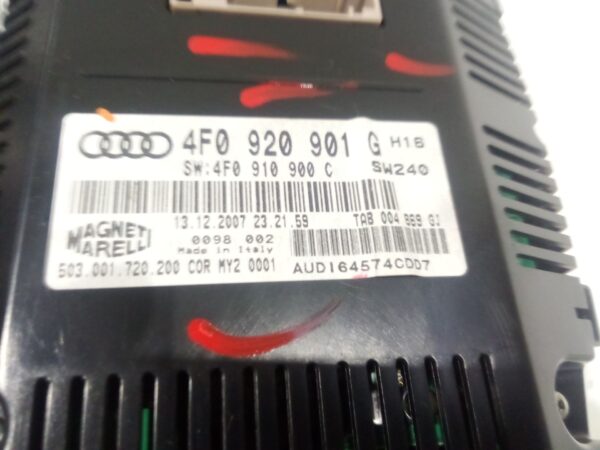 4F0 920 901 G H18
SW:4F0 910 900 C SW240
13.12.2007 23.21.59 TAB 004 869 GJ
MAGNETI
MARELLI
0098 002
Made in Italy
503.001.720.200 COR MY2 0001
AUDI64574CDD7